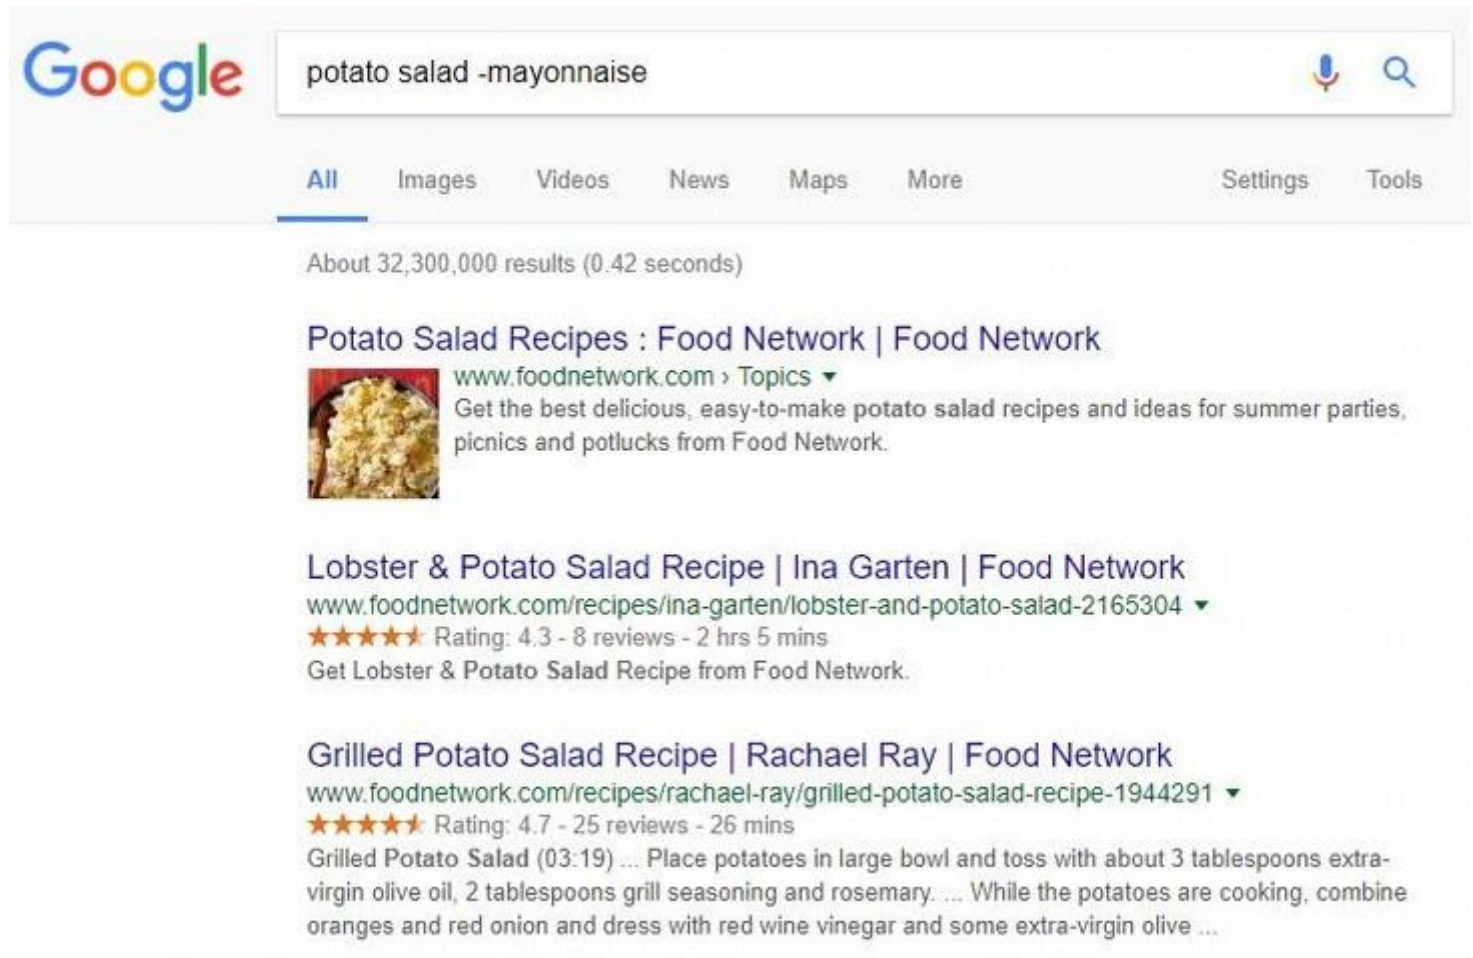 Google
potato salad -mayonnaise
All Images Videos News Maps More Settings Tools
About 32,300,000 results (0.42 seconds)
Potato Salad Recipes : Food Network | Food Network
www.foodnetwork.com › Topics ▼
Get the best delicious, easy-to-make potato salad recipes and ideas for summer parties,
picnics and potlucks from Food Network.
Lobster & Potato Salad Recipe | Ina Garten | Food Network
www.foodnetwork.com/recipes/ina-garten/lobster-and-potato-salad-2165304 ▼
Rating: 4.3 - 8 reviews - 2 hrs 5 mins
Get Lobster & Potato Salad Recipe from Food Network.
Grilled Potato Salad Recipe | Rachael Ray | Food Network
www.foodnetwork.com/recipes/rachael-ray/grilled-potato-salad-recipe-1944291 ▼
Rating: 4.7 - 25 reviews - 26 mins
Grilled Potato Salad (03:19) ... Place potatoes in large bowl and toss with about 3 tablespoons extra-
virgin olive oil, 2 tablespoons grill seasoning and rosemary. ... While the potatoes are cooking, combine
oranges and red onion and dress with red wine vinegar and some extra-virgin olive ...